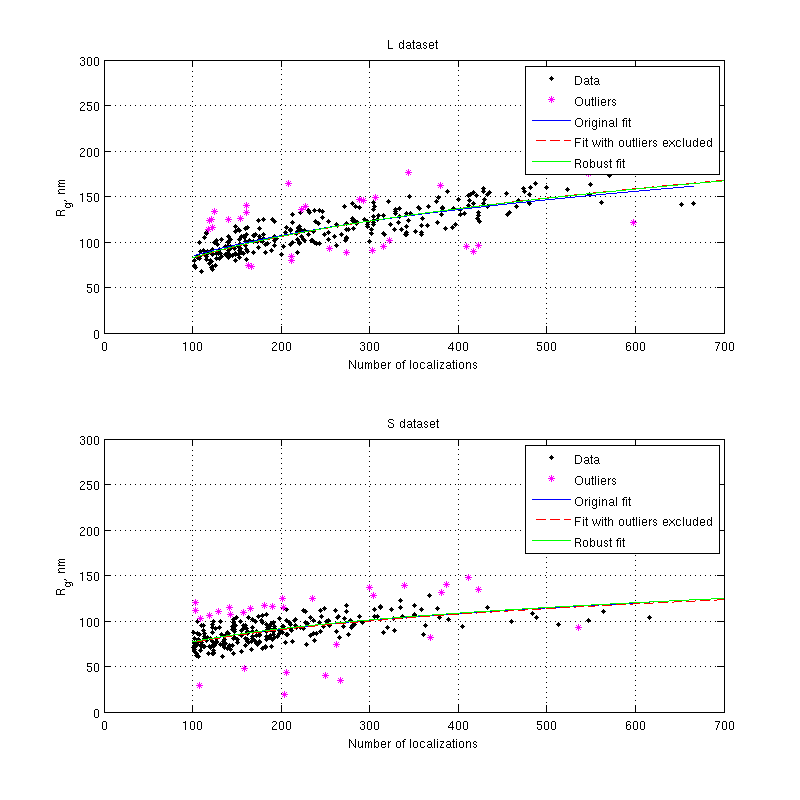 L dataset
300
250
200
150
100
50
0
Rg, nm
Data
Outliers
Original fit
Fit with outliers excluded
Robust fit
0 100 200 300 400 500 600 700
Number of localizations
S dataset
300
250
200
150
100
50
0
Rg, nm
Data
Outliers
Original fit
Fit with outliers excluded
Robust fit
0 100 200 300 400 500 600 700
Number of localizations